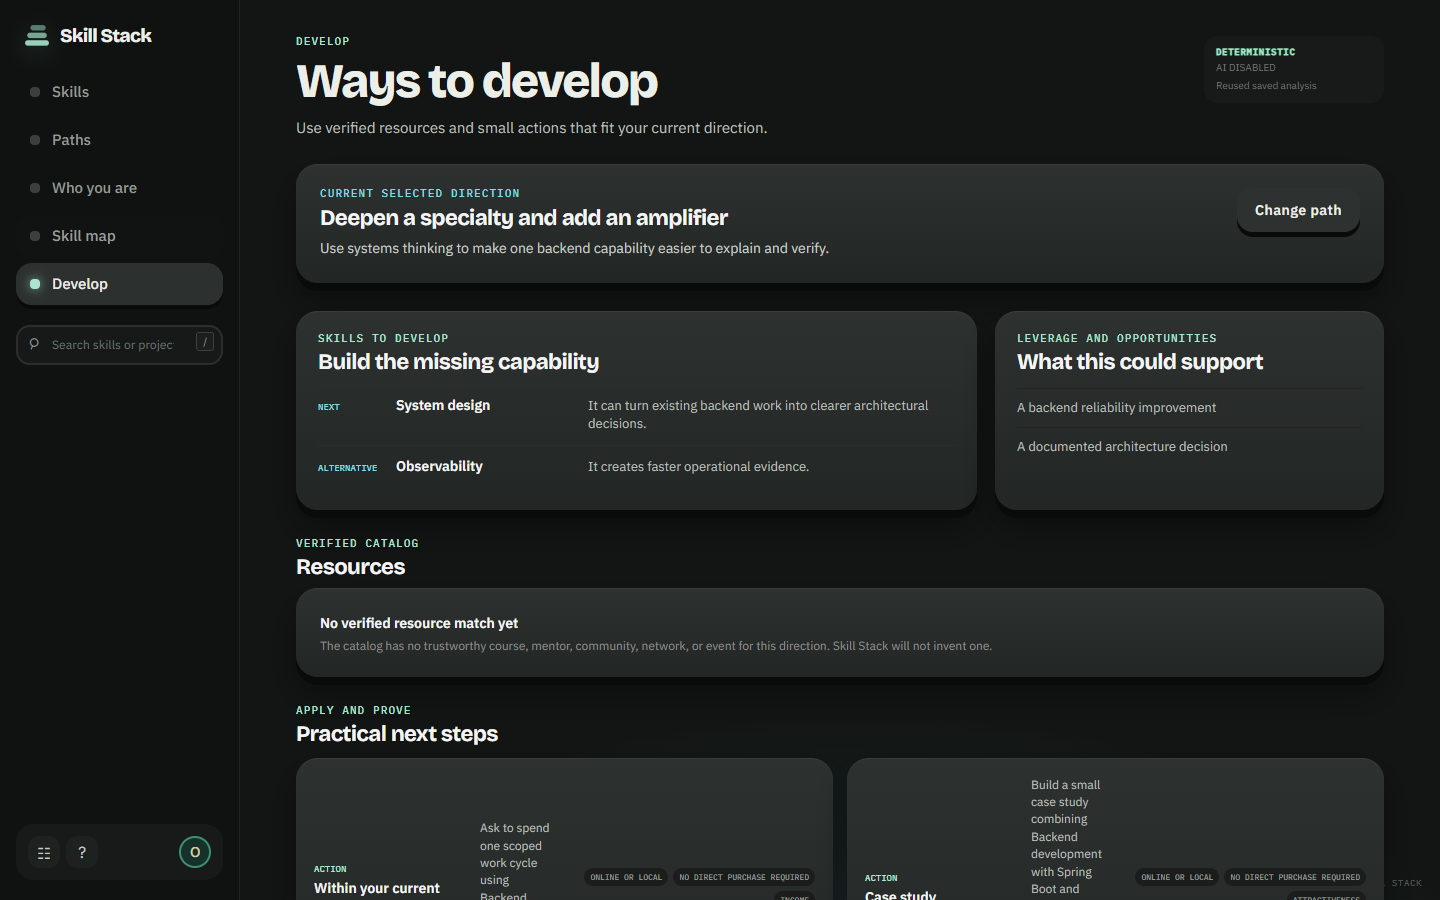 Skill Stack
Skills
Paths
Who you are
Skill map
Develop
Search skills or projec
/
?
O
DEVELOP
Ways to develop
Use verified resources and small actions that fit your current direction.
DETERMINISTIC
AI DISABLED
Reused saved analysis
CURRENT SELECTED DIRECTION
Deepen a specialty and add an amplifier
Use systems thinking to make one backend capability easier to explain and verify.
Change path
SKILLS TO DEVELOP
Build the missing capability
NEXT
System design
It can turn existing backend work into clearer architectural
decisions.
ALTERNATIVE
Observability
It creates faster operational evidence.
LEVERAGE AND OPPORTUNITIES
What this could support
A backend reliability improvement
A documented architecture decision
VERIFIED CATALOG
Resources
No verified resource match yet
The catalog has no trustworthy course, mentor, community, network, or event for this direction. Skill Stack will not invent one.
APPLY AND PROVE
Practical next steps
ACTION
Within your current
Ask to spend
one scoped
work cycle
using
Backend
ONLINE OR LOCAL
NO DIRECT PURCHASE REQUIRED
INCOME
ACTION
Case study
Build a small
case study
combining
Backend
development
with Spring
Boot and
ONLINE OR LOCAL
NO DIRECT PURCHASE REQUIRED
ATTRACTIVENESS
STACK